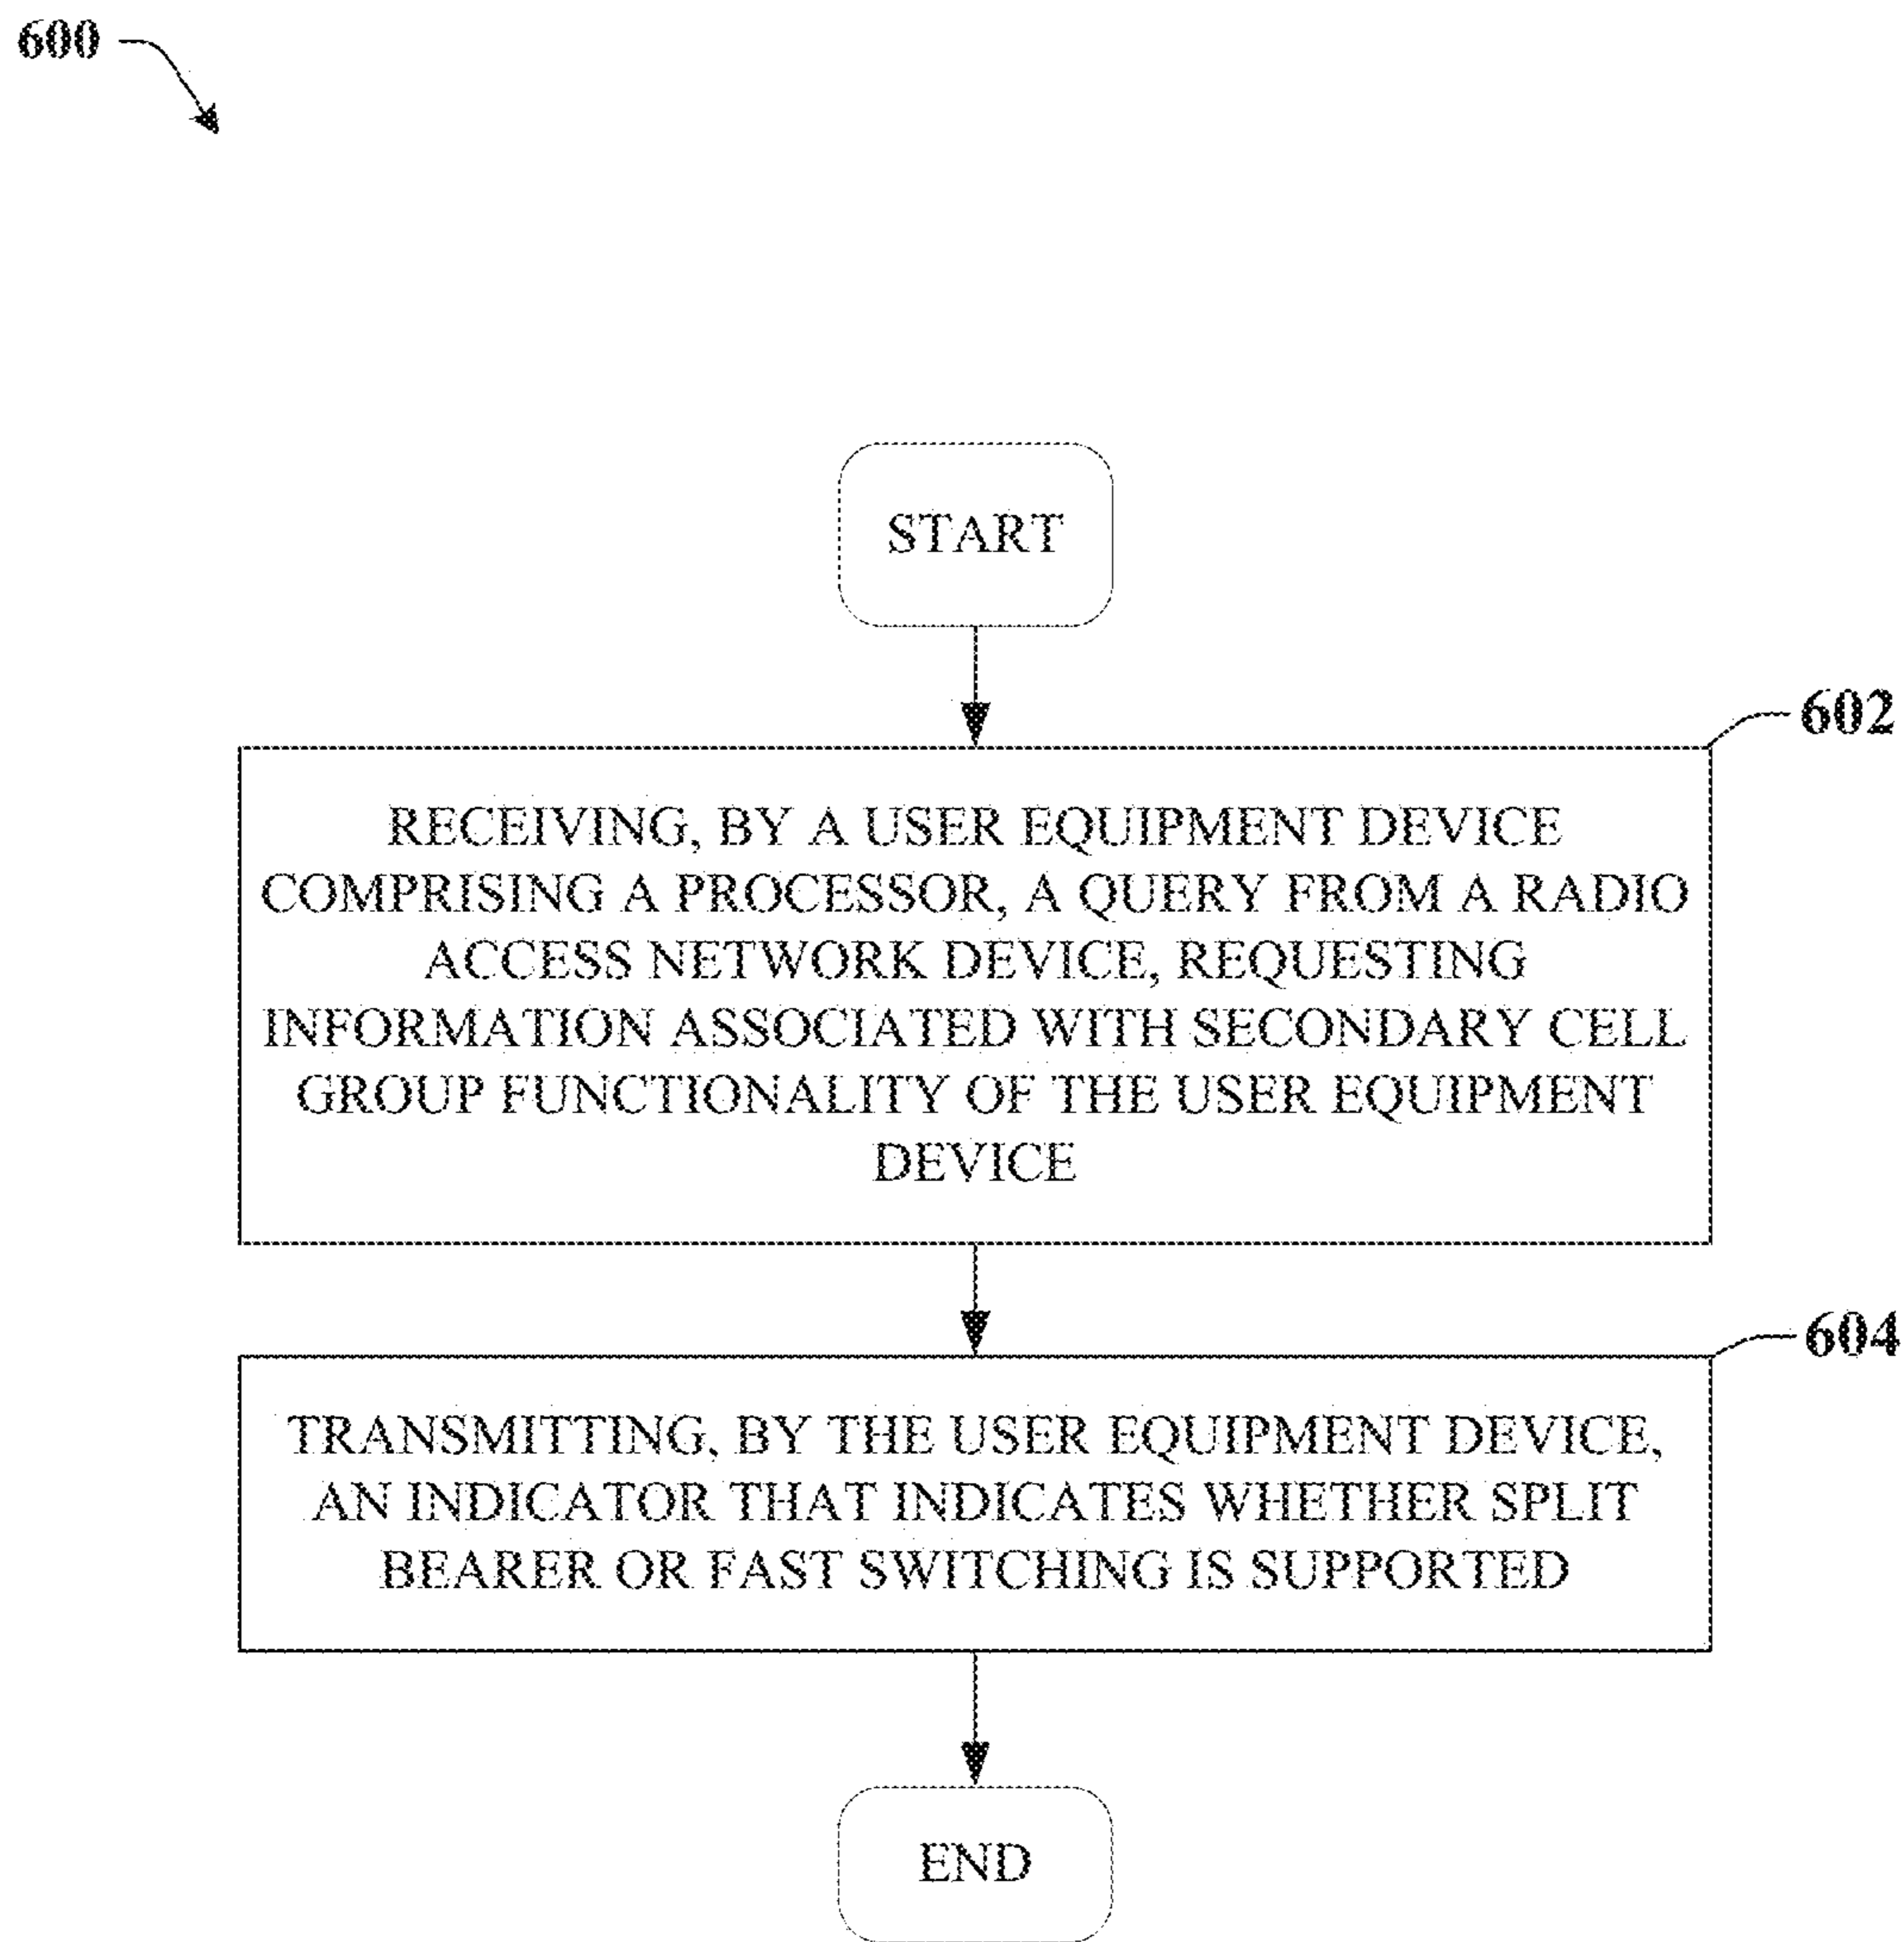 600
START
602
RECEIVING, BY A USER EQUIPMENT DEVICE
COMPRISING A PROCESSOR, A QUERY FROM A RADIO
ACCESS NETWORK DEVICE, REQUESTING
INFORMATION ASSOCIATED WITH SECONDARY CELL
GROUP FUNCTIONALITY OF THE USER EQUIPMENT
DEVICE
604
TRANSMITTING, BY THE USER EQUIPMENT DEVICE,
AN INDICATOR THAT INDICATES WHETHER SPLIT
BEARER OR FAST SWITCHING IS SUPPORTED
END